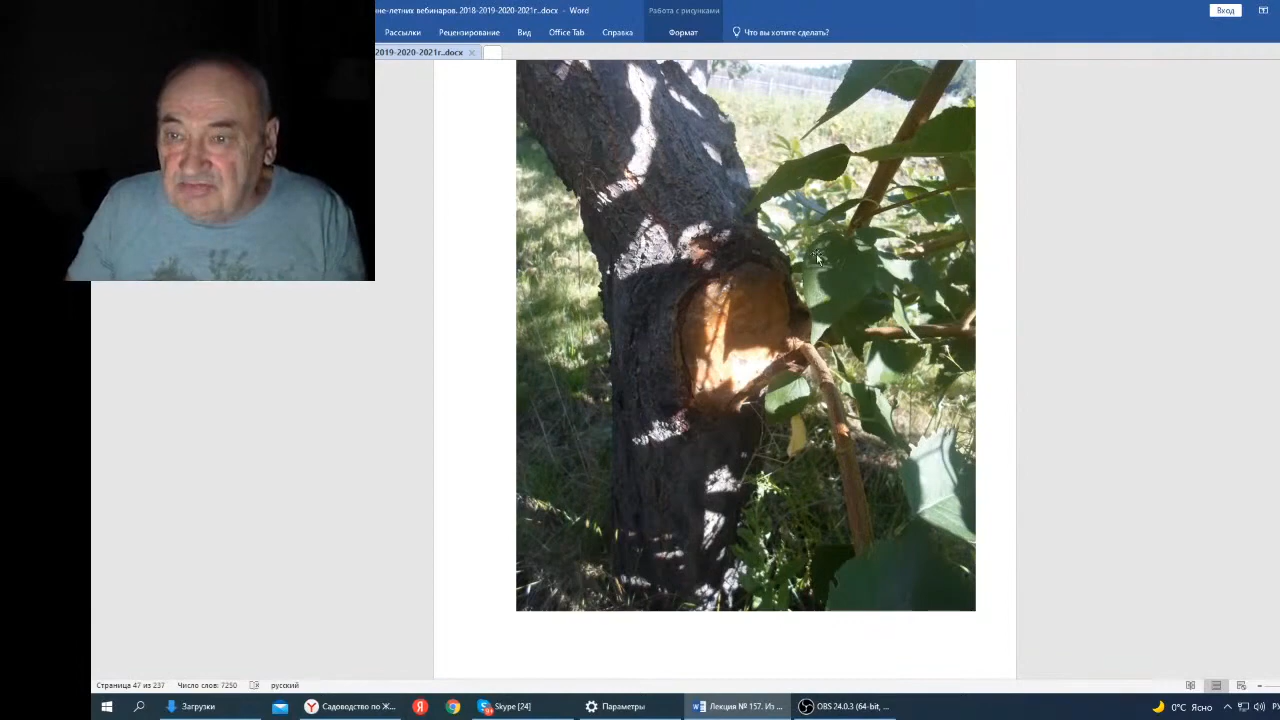 не-летних вебинаров. 2018-2019-2020-2021г..docx - Word
Работа с рисунками
Вход
Рассылки Рецензирование Вид Office Tab Справка Формат Что вы хотите сделать?
2019-2020-2021г..docx
Страница 47 из 237 Число слов: 7250 русский
Загрузки Садоводство по Ж... Я Skype [24] Параметры Лекция № 157. Из ... OBS 24.0.3 (64-bit, ... 0°C Ясно